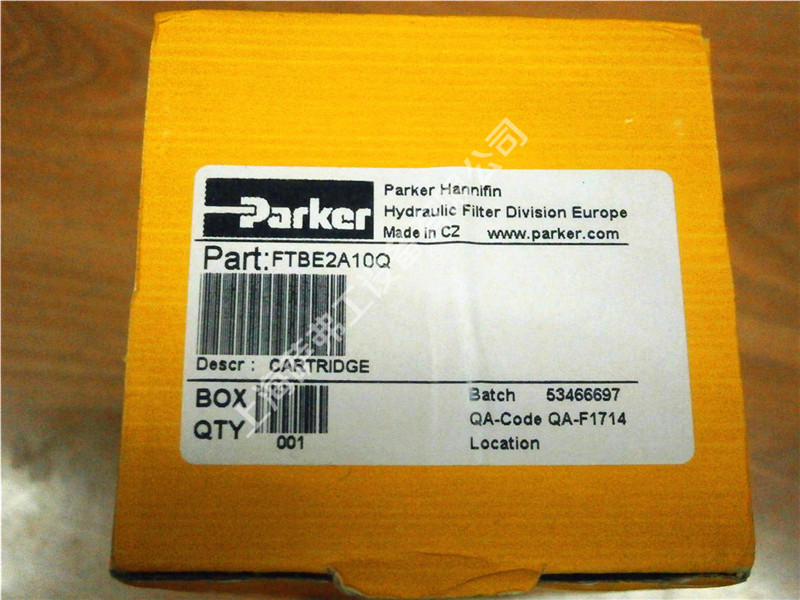 Parker
Parker Hannifin
Hydraulic Filter Division Europe
Made in CZ www.parker.com
Part:FTBE2A10Q
Descr : CARTRIDGE
BOX
QTY
001
Batch 53466697
QA-Code QA-F1714
Location